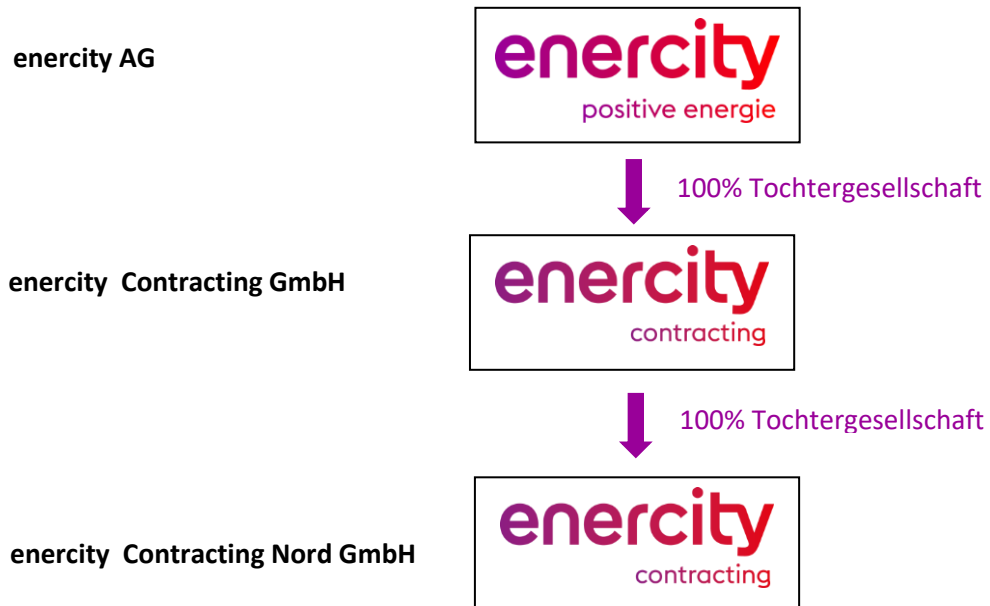 enercity AG
enercity
positive energie
100% Tochtergesellschaft
enercity Contracting GmbH
enercity
contracting
100% Tochtergesellschaft
enercity Contracting Nord GmbH
enercity
contracting